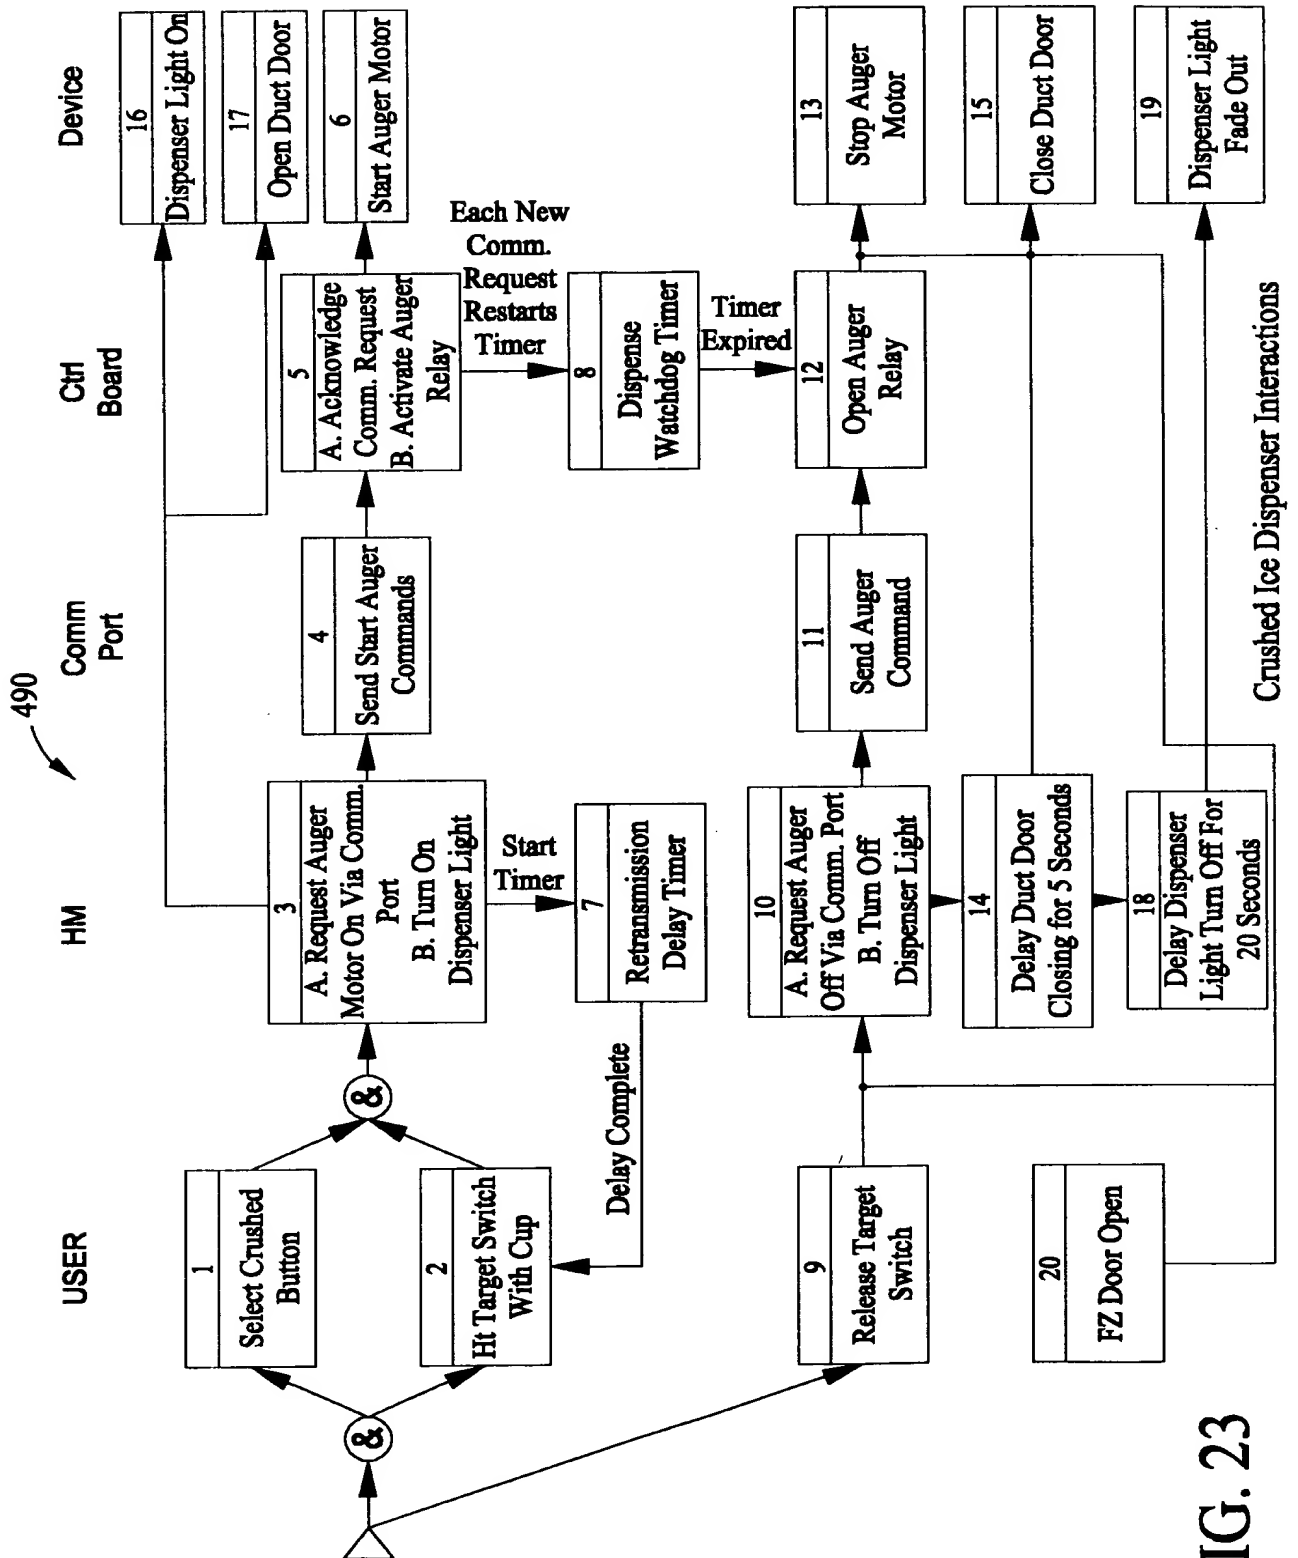 490
USER
HM
Comm
Port
Ctrl
Board
Device
1
Select Crushed
Button
2
Ht Target Switch
With Cup
&
&
3
A. Request Auger
Motor On Via Comm.
Port
B. Turn On
Dispenser Light
Start
Timer
7
Retransmission
Delay Timer
Delay Complete
4
Send Start Auger
Commands
5
A. Acknowledge
Comm. Request
B. Activate Auger
Relay
Each New
Comm.
Request
Restarts
Timer
16
Dispenser Light On
17
Open Duct Door
6
Start Auger Motor
8
Dispense
Watchdog Timer
Timer
Expired
9
Release Target
Switch
10
A. Request Auger
Off Via Comm. Port
B. Turn Off
Dispenser Light
11
Send Auger
Command
12
Open Auger
Relay
13
Stop Auger
Motor
14
Delay Duct Door
Closing for 5 Seconds
15
Close Duct Door
18
Delay Dispenser
Light Turn Off For
20 Seconds
19
Dispenser Light
Fade Out
20
FZ Door Open
Crushed Ice Dispenser Interactions
IG. 23